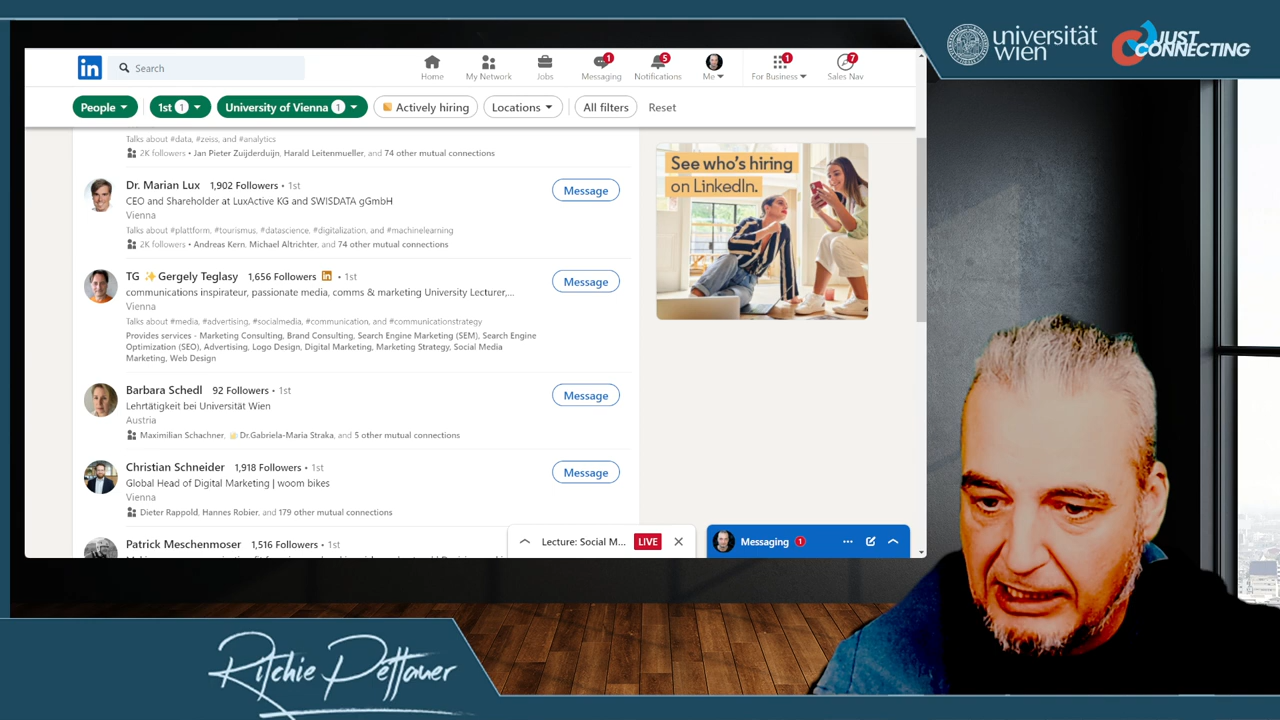 universität
wien
JUST
CONNECTING
in
Search
Home
My Network
Jobs
1
Messaging
5
Notifications
Me
1
For Business
7
Sales Nav
People
1st 1
University of Vienna 1
Actively hiring
Locations
All filters
Reset
Talks about #data, #zeiss, and #analytics
2K followers • Jan Pieter Zuijderduijn, Harald Leitenmueller, and 74 other mutual connections
Dr. Marian Lux 1,902 Followers • 1st
Message
CEO and Shareholder at LuxActive KG and SWISDATA gGmbH
Vienna
Talks about #plattform, #tourismus, #datascience, #digitalization, and #machinelearning
2K followers • Andreas Kern, Michael Altrichter, and 74 other mutual connections
TG ✨Gergely Teglasy 1,656 Followers in • 1st
Message
communications inspirateur, passionate media, comms & marketing University Lecturer,...
Vienna
Talks about #media, #advertising, #socialmedia, #communication, and #communicationstrategy
Provides services - Marketing Consulting, Brand Consulting, Search Engine Marketing (SEM), Search Engine
Optimization (SEO), Advertising, Logo Design, Digital Marketing, Marketing Strategy, Social Media
Marketing, Web Design
Barbara Schedl 92 Followers • 1st
Message
Lehrtätigkeit bei Universität Wien
Austria
Maximilian Schachner, Dr.Gabriela-Maria Straka, and 5 other mutual connections
Christian Schneider 1,918 Followers • 1st
Message
Global Head of Digital Marketing | woom bikes
Vienna
Dieter Rappold, Hannes Robier, and 179 other mutual connections
Patrick Meschenmoser 1,516 Followers • 1st
See who's hiring
on LinkedIn.
Lecture: Social M... LIVE
Messaging 1
Ritchie Pettauer